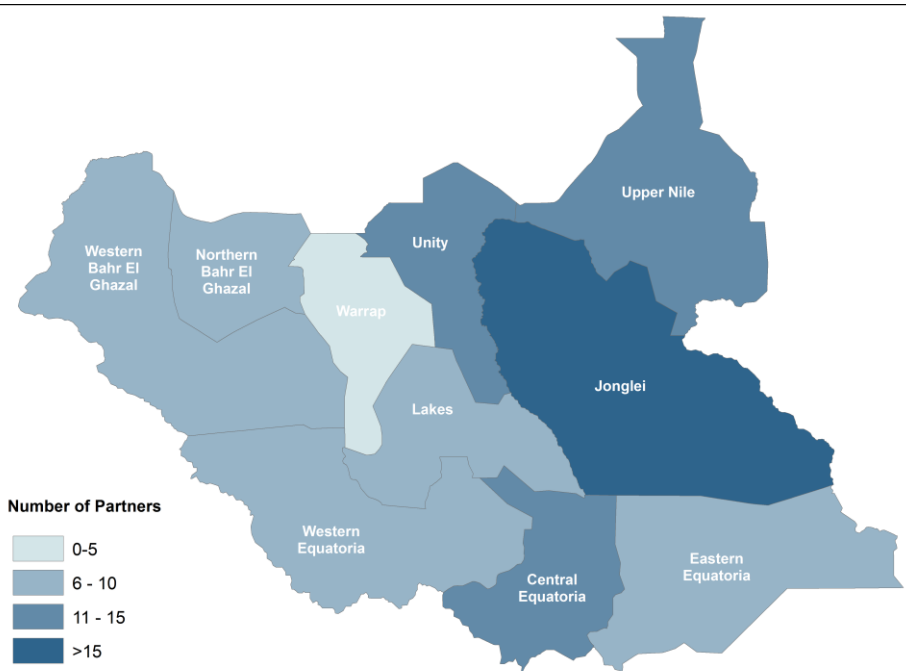 Upper Nile
Unity
Western
Bahr El
Ghazal
Northern
Bahr El
Ghazal
Warrap
Jonglei
Lakes
Western
Equatoria
Eastern
Equatoria
Central
Equatoria
Number of Partners
0-5
6 - 10
11 - 15
>15